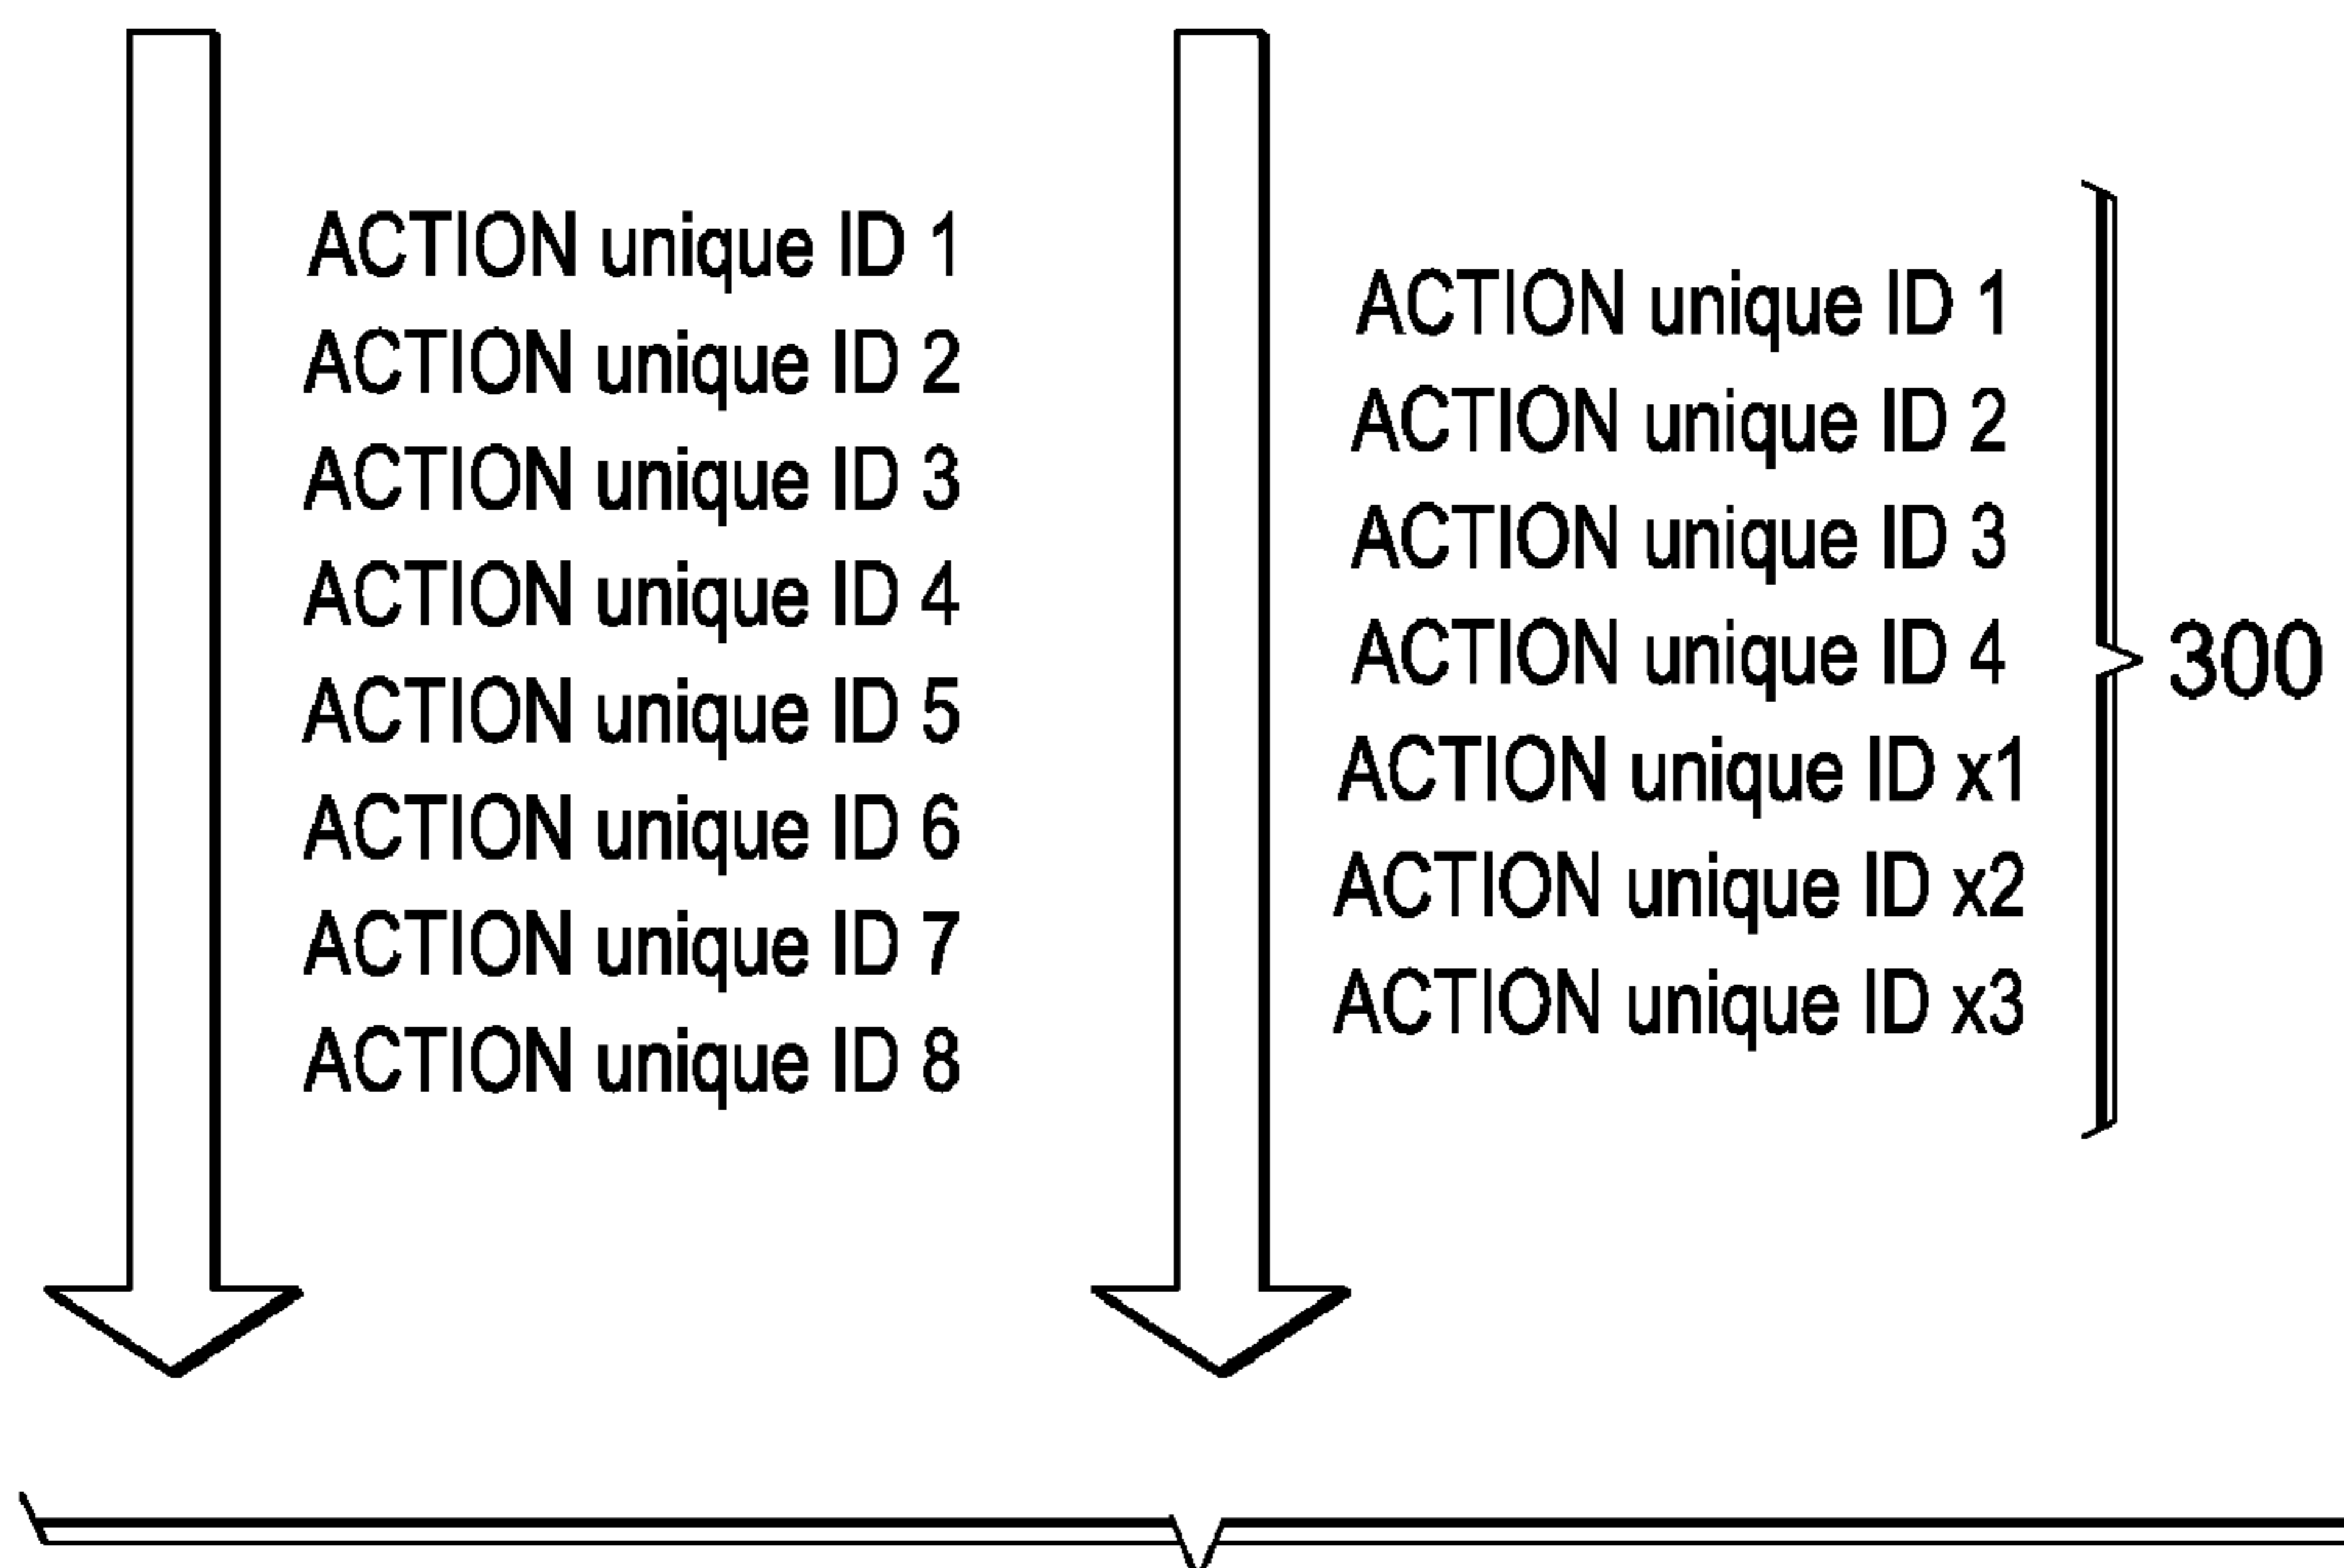 ACTION unique ID 1
ACTION unique ID 2
ACTION unique ID 3
ACTION unique ID 4
ACTION unique ID 5
ACTION unique ID 6
ACTION unique ID 7
ACTION unique ID 8
ACTION unique ID 1
ACTION unique ID 2
ACTION unique ID 3
ACTION unique ID 4
ACTION unique ID x1
ACTION unique ID x2
ACTION unique ID x3
300